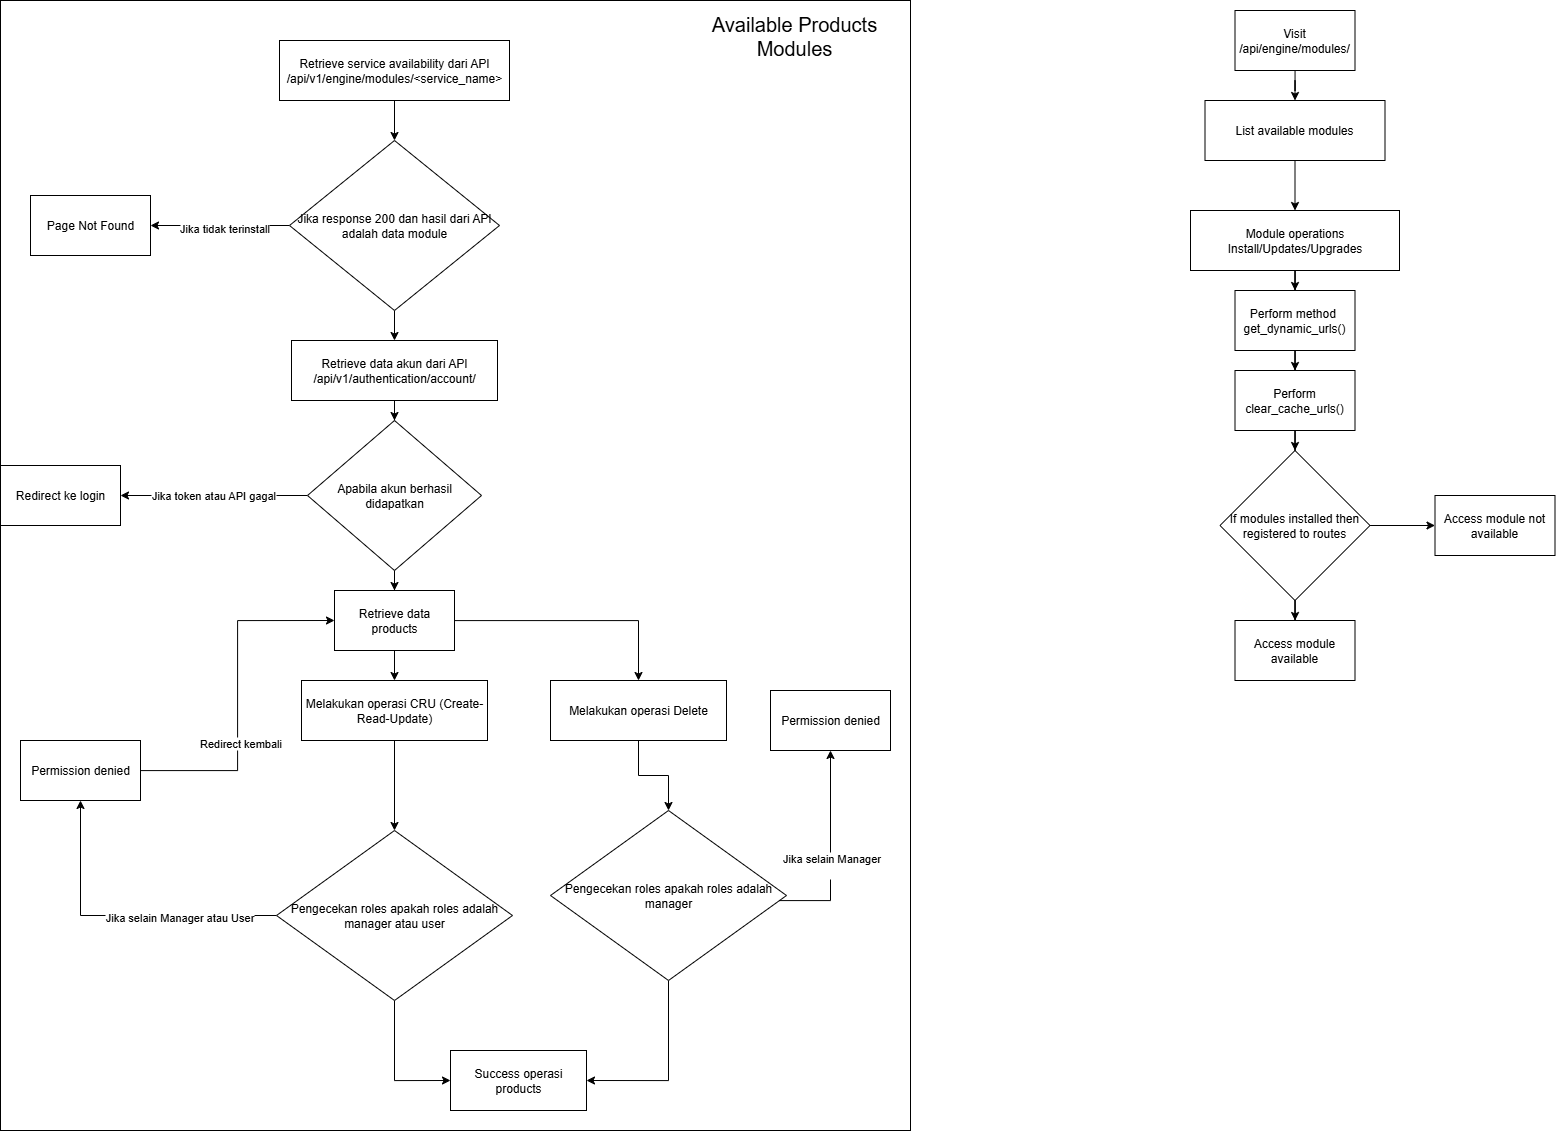 Available Products
Modules
Retrieve service availability dari API
/api/v1/engine/modules/<service_name>
Jika response 200 dan hasil dari API
adalah data module
Jika tidak terinstall
Page Not Found
Retrieve data akun dari API
/api/v1/authentication/account/
Apabila akun berhasil
didapatkan
Jika token atau API gagal
Redirect ke login
Retrieve data
products
Melakukan operasi CRU (Create-
Read-Update)
Melakukan operasi Delete
Permission denied
Redirect kembali
Permission denied
Jika selain Manager
Pengecekan roles apakah roles adalah
manager
Pengecekan roles apakah roles adalah
manager atau user
Jika selain Manager atau User
Success operasi
products
Visit
/api/engine/modules/
List available modules
Module operations
Install/Updates/Upgrades
Perform method
get_dynamic_urls()
Perform
clear_cache_urls()
If modules installed then
registered to routes
Access module not
available
Access module
available